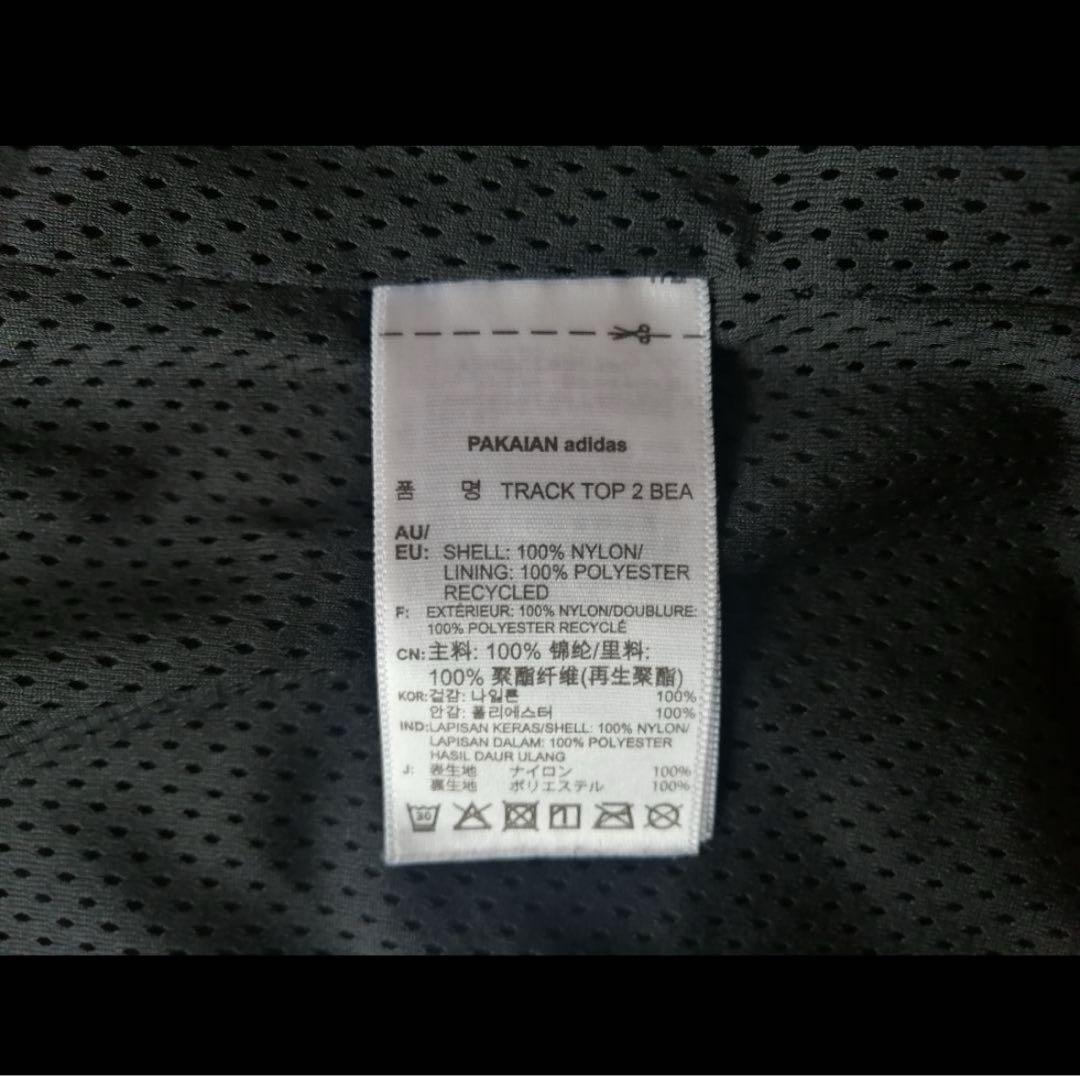 PAKAIAN adidas
품 명 TRACK TOP 2 BEA
AU/
EU: SHELL: 100% NYLON/
LINING: 100% POLYESTER
RECYCLED
F: EXTÉRIEUR: 100% NYLON/DOUBLURE:
100% POLYESTER RECYCLÉ
CN: 主料: 100% 锦纶/里料:
100% 聚酯纤维(再生聚酯)
KOR: 겉감: 나일론 100%
안감: 폴리에스터 100%
IND: LAPISAN KERAS/SHELL: 100% NYLON/
LAPISAN DALAM: 100% POLYESTER
HASIL DAUR ULANG
J: 表生地 ナイロン 100%
裏生地 ポリエステル 100%
30